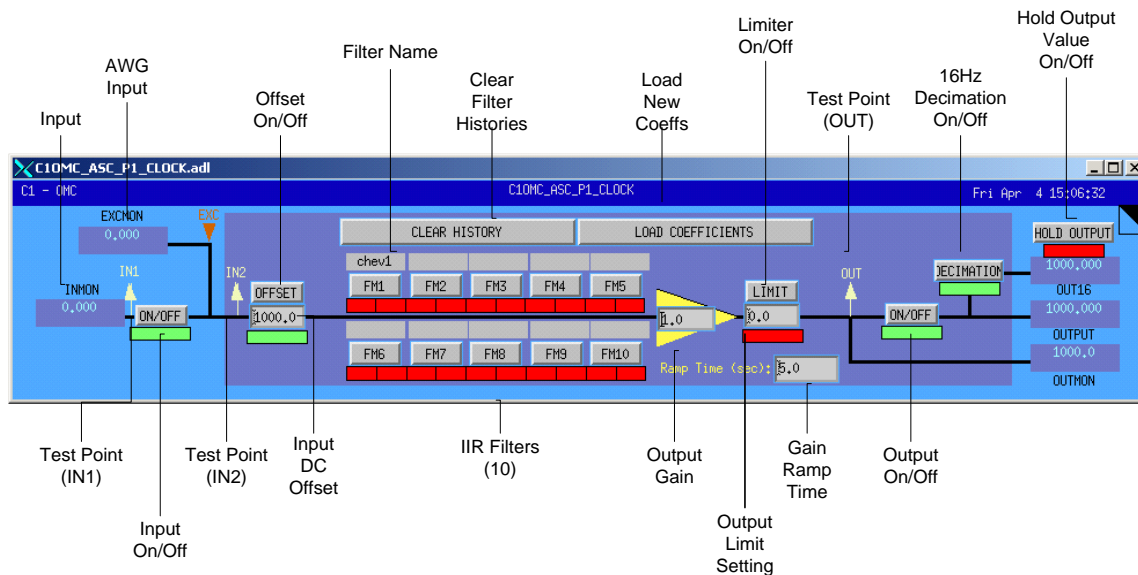 Hold Output
Value
On/Off
Limiter
On/Off
Filter Name
AWG
Input
Clear
Filter
Histories
Load
New
Coeffs
16Hz
Decimation
On/Off
Input
Offset
On/Off
Test Point
(OUT)
C1OMC_ASC_P1_CLOCK.adl
C1 - OMC
C1OMC_ASC_P1_CLOCK
Fri Apr 4 15:06:32
EXCMON
0.000
EXC
CLEAR HISTORY
LOAD COEFFICIENTS
HOLD OUTPUT
chev1
IN1
IN2
OUT
INMON
0.000
ON/OFF
OFFSET
1000.0
FM1
FM2
FM3
FM4
FM5
1.0
LIMIT
0.0
ON/OFF
DECIMATION
1000.000
OUT16
1000.000
OUTPUT
1000.0
OUTMON
FM6
FM7
FM8
FM9
FM10
Ramp Time (sec):
5.0
Test Point
(IN1)
Test Point
(IN2)
Input
DC
Offset
IIR Filters
(10)
Output
Gain
Gain
Ramp
Time
Output
On/Off
Input
On/Off
Output
Limit
Setting